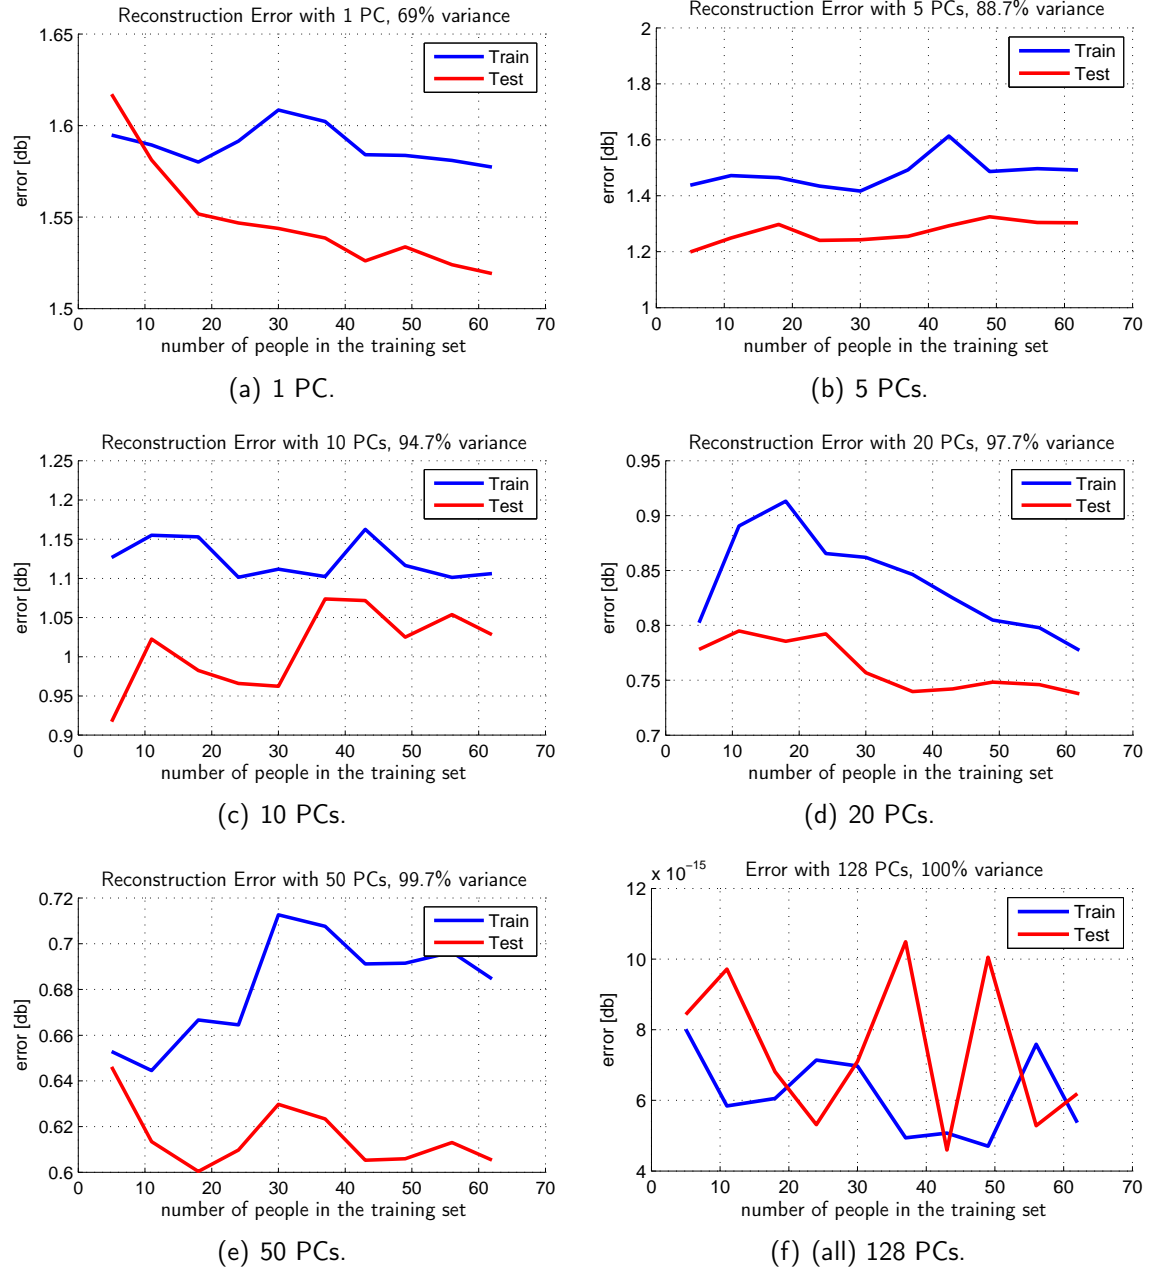 Reconstruction Error with 1 PC, 69% variance
1.65
1.6
1.55
1.5
error [db]
Train
Test
0 10 20 30 40 50 60 70
number of people in the training set
(a) 1 PC.
Reconstruction Error with 5 PCs, 88.7% variance
2
1.8
1.6
1.4
1.2
1
error [db]
Train
Test
0 10 20 30 40 50 60 70
number of people in the training set
(b) 5 PCs.
Reconstruction Error with 10 PCs, 94.7% variance
1.25
1.2
1.15
1.1
1.05
1
0.95
0.9
error [db]
Train
Test
0 10 20 30 40 50 60 70
number of people in the training set
(c) 10 PCs.
Reconstruction Error with 20 PCs, 97.7% variance
0.95
0.9
0.85
0.8
0.75
0.7
error [db]
Train
Test
0 10 20 30 40 50 60 70
number of people in the training set
(d) 20 PCs.
Reconstruction Error with 50 PCs, 99.7% variance
0.72
0.7
0.68
0.66
0.64
0.62
0.6
error [db]
Train
Test
0 10 20 30 40 50 60 70
number of people in the training set
(e) 50 PCs.
x 10⁻¹⁵
Error with 128 PCs, 100% variance
12
10
8
6
4
error [db]
Train
Test
0 10 20 30 40 50 60 70
number of people in the training set
(f) (all) 128 PCs.